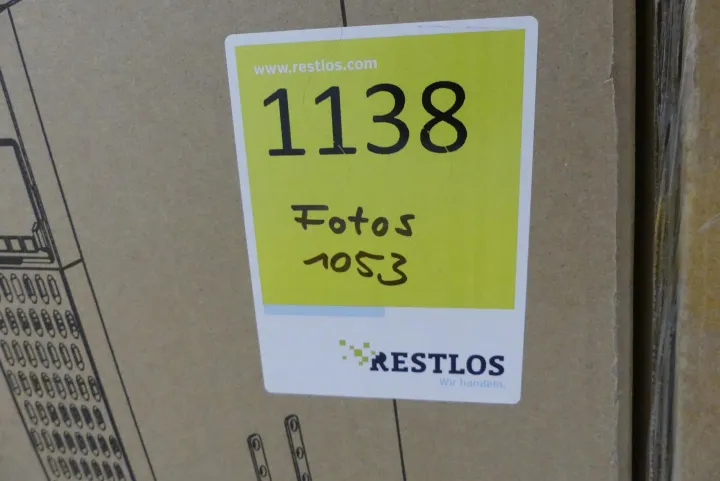 www.restlos.com
1138
Fotos
1053
RESTLOS
Wir handeln.